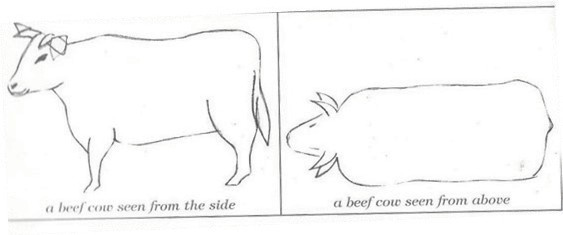 a beef cow seen from the side
a beef cow seen from above